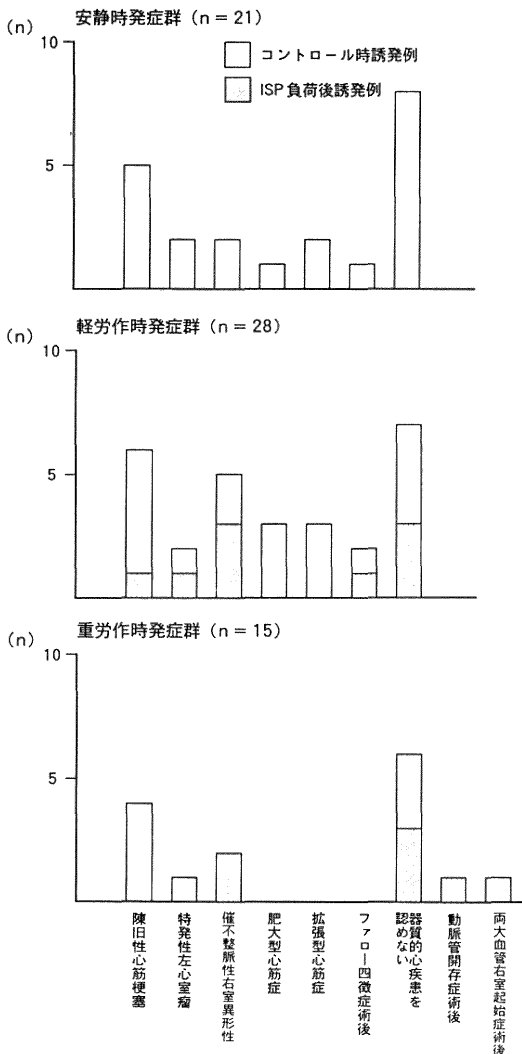 安静時発症群 (n = 21)
(n)
10
5
コントロール時誘発例
ISP 負荷後誘発例
軽労作時発症群 (n = 28)
(n)
10
5
重労作時発症群 (n = 15)
(n)
10
5
陳旧性心筋梗塞
特発性左心室瘤
催不整脈性右室異形性
肥大型心筋症
拡張型心筋症
ファロー四徴症術後
器質的心疾患を
認めない
動脈管開存症術後
両大血管右室起始症術後